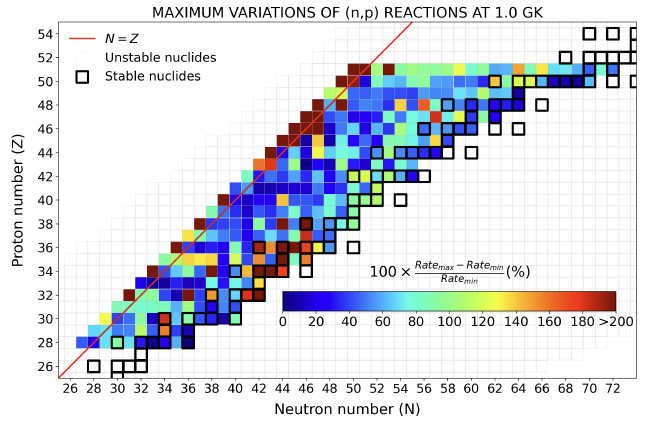 MAXIMUM VARIATIONS OF (n,p) REACTIONS AT 1.0 GK
54
52
50
48
46
44
42
40
38
36
34
32
30
28
26
Proton number (Z)
N = Z
Unstable nuclides
Stable nuclides
100 × (Rate_max − Rate_min)/Rate_min (%)
0 20 40 60 80 100 120 140 160 180 >200
26 28 30 32 34 36 38 40 42 44 46 48 50 52 54 56 58 60 62 64 66 68 70 72
Neutron number (N)